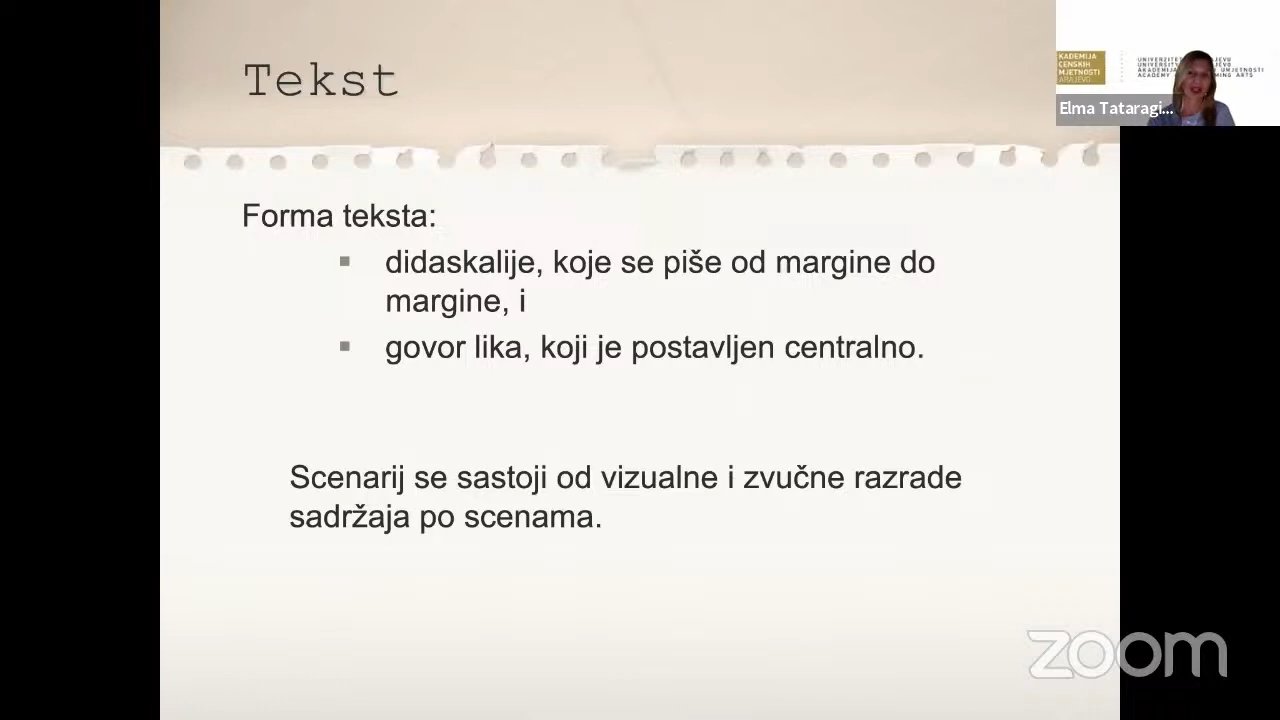 Tekst
KADEMIJA
CENSKIH
MJETNOSTI
ARAJEVO
Elma Tataragi...
Forma teksta:
▪ didaskalije, koje se piše od margine do
margine, i
▪ govor lika, koji je postavljen centralno.
Scenarij se sastoji od vizualne i zvučne razrade
sadržaja po scenama.
zoom